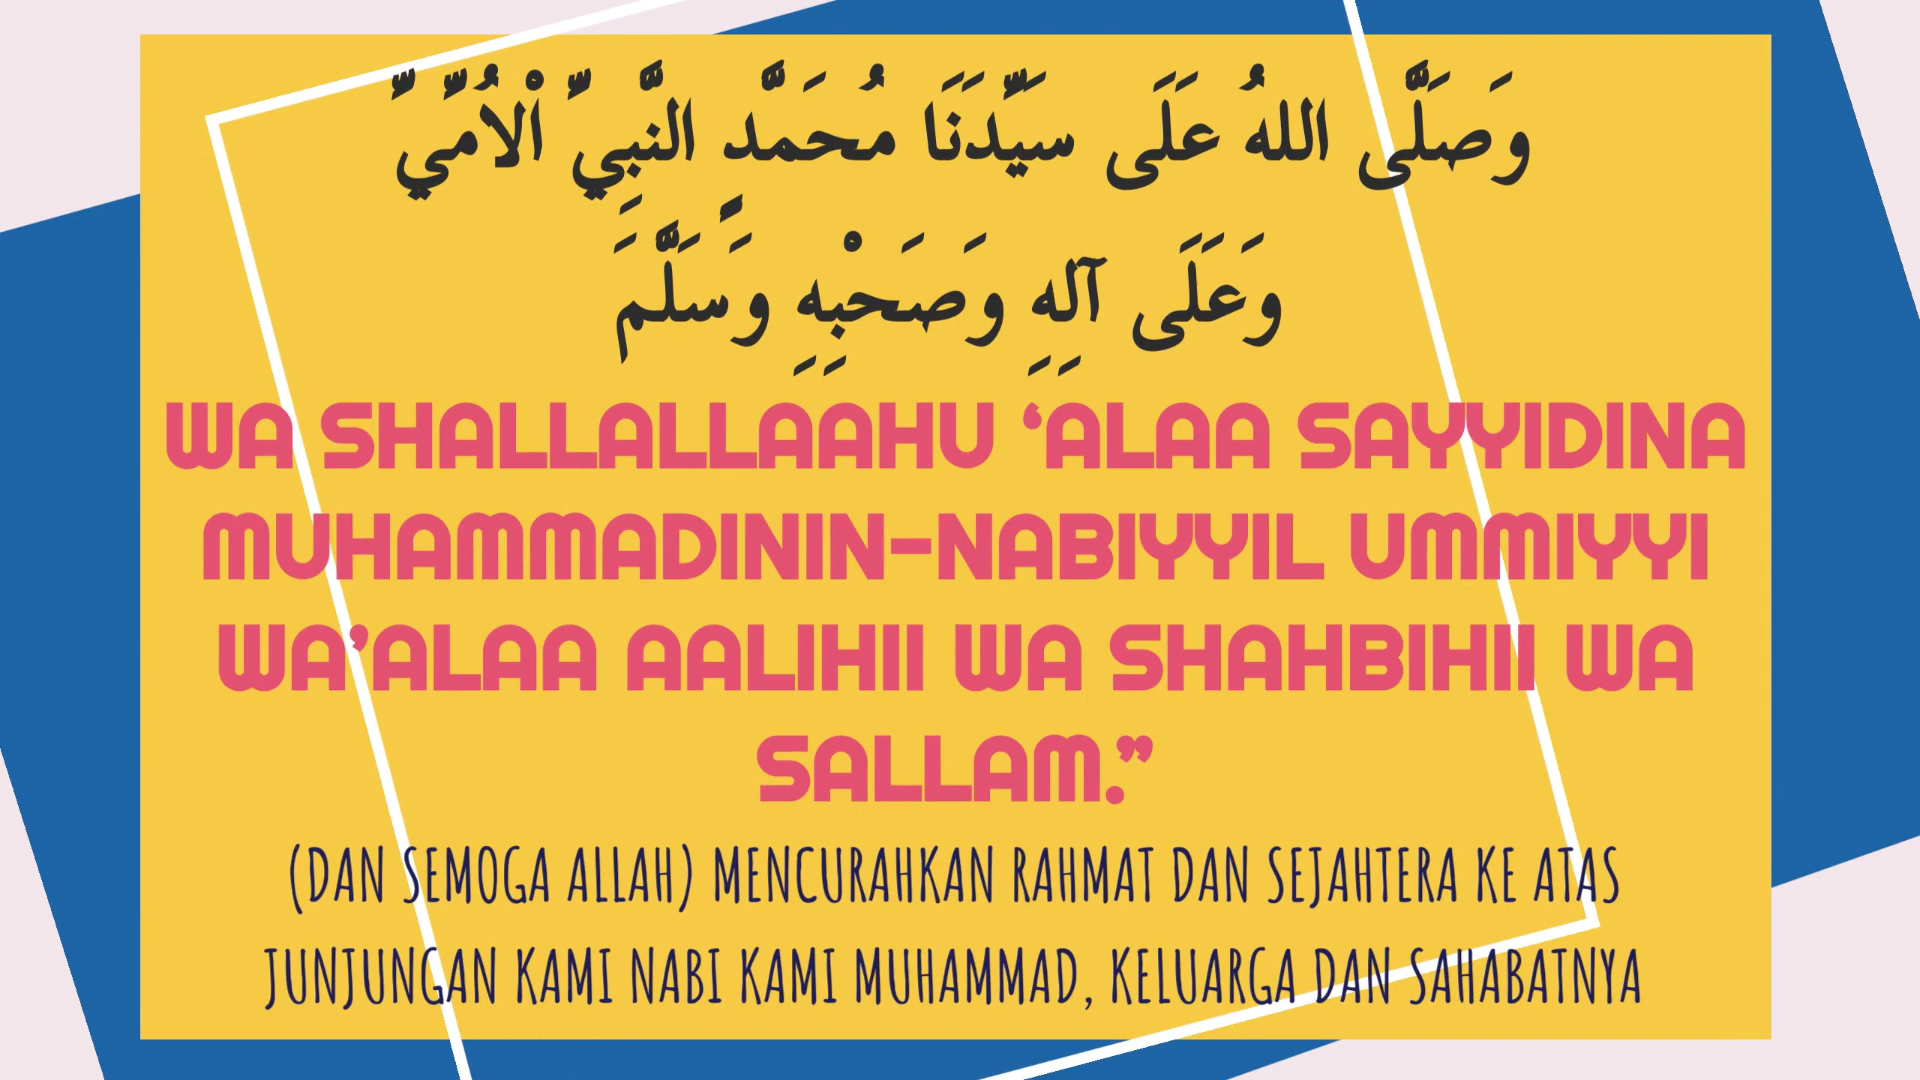 وَصَلَّى اللهُ عَلَى سَيِّدَنَا مُحَمَّدٍ النَّبِيِّ الْاُمِّيِّ
وَعَلَى آلِهِ وَصَحْبِهِ وَسَلَّمَ
WA SHALLALLAAHU ‘ALAA SAYYIDINA
MUHAMMADININ-NABIYYIL UMMIYYI
WA’ALAA AALIHII WA SHAHBIHII WA
SALLAM.”
(DAN SEMOGA ALLAH) MENCURAHKAN RAHMAT DAN SEJAHTERA KE ATAS
JUNJUNGAN KAMI NABI KAMI MUHAMMAD, KELUARGA DAN SAHABATNYA